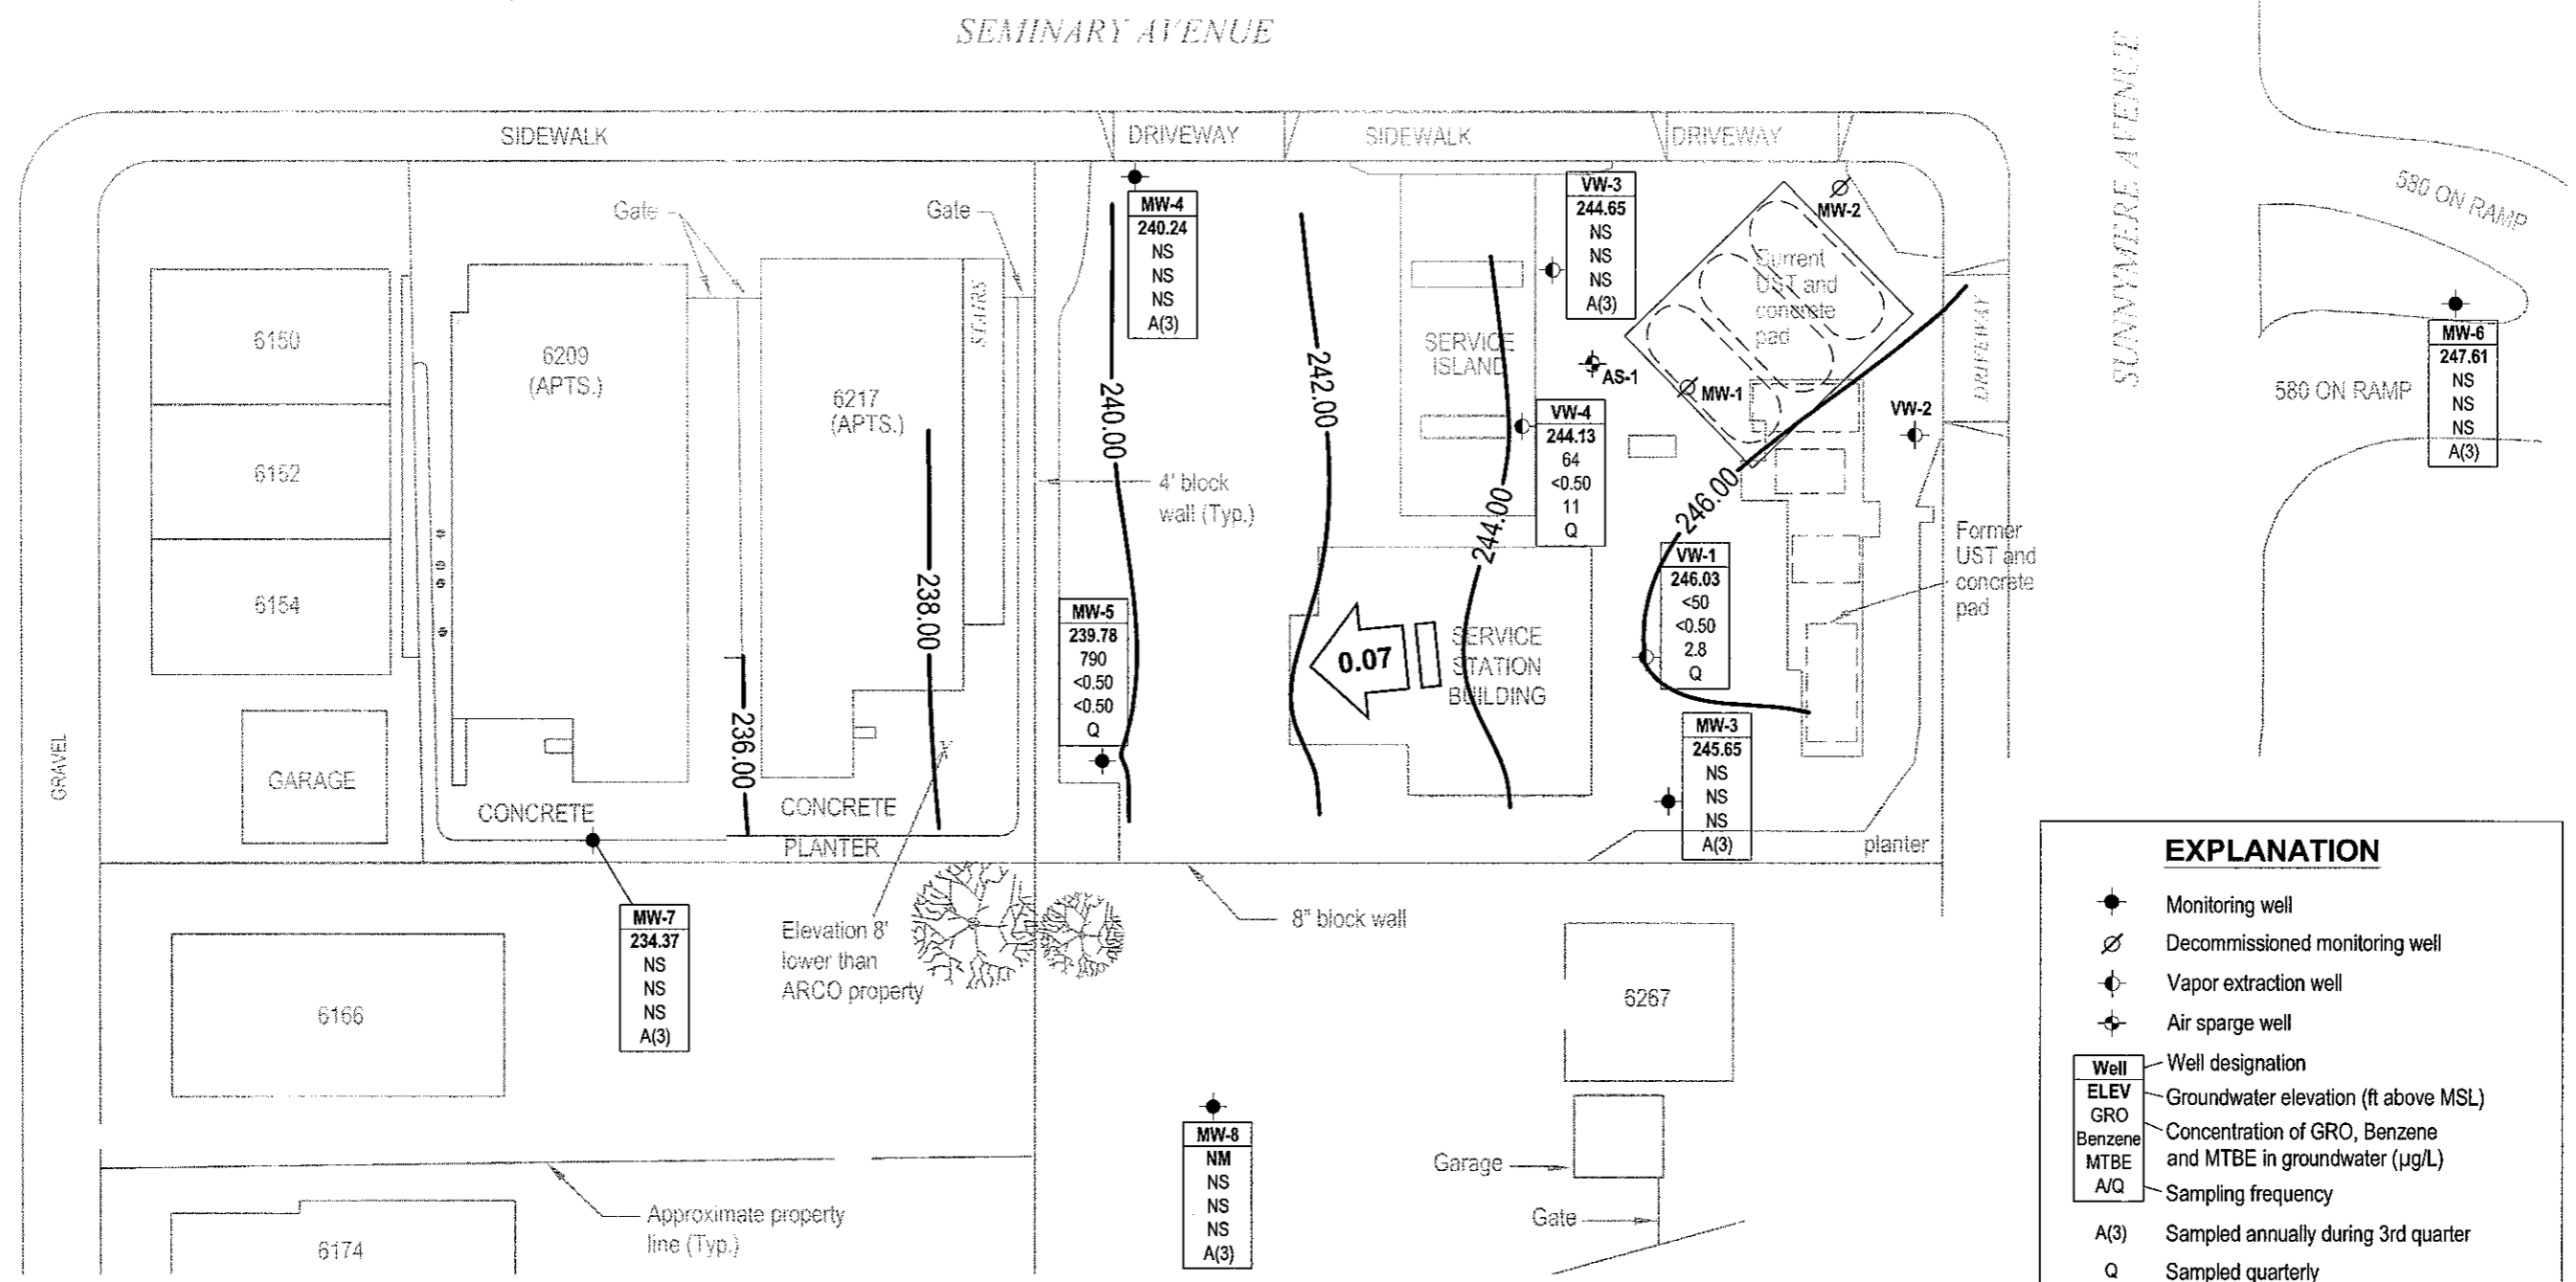 SEMINARY AVENUE
SUNNYMERE AVENUE
SIDEWALK
DRIVEWAY
SIDEWALK
DRIVEWAY
580 ON RAMP
Gate
Gate
MW-4
240.24
NS
NS
NS
A(3)
VW-3
244.65
NS
NS
NS
A(3)
MW-2
Current
UST and
concrete
pad
STAIRS
6150
6209
(APTS.)
6217
(APTS.)
SERVICE
ISLAND
AS-1
MW-1
VW-2
DRIVEWAY
580 ON RAMP
MW-6
247.61
NS
NS
NS
A(3)
240.00
242.00
VW-4
244.13
64
<0.50
11
Q
6152
4' block
wall (Typ.)
244.00
246.00
Former
UST and
concrete
pad
6154
238.00
MW-5
239.78
790
<0.50
<0.50
Q
VW-1
246.03
<50
<0.50
2.8
Q
0.07
SERVICE
STATION
BUILDING
236.00
X
MW-3
245.65
NS
NS
NS
A(3)
GRAVEL
GARAGE
CONCRETE
CONCRETE
PLANTER
planter
MW-7
234.37
NS
NS
NS
A(3)
Elevation 8'
lower than
ARCO property
8" block wall
6166
6267
MW-8
NM
NS
NS
NS
A(3)
Garage
Gate
Approximate property
line (Typ.)
6174
EXPLANATION
Monitoring well
Decommissioned monitoring well
Vapor extraction well
Air sparge well
Well
ELEV
GRO
Benzene
MTBE
A/Q
Well designation
Groundwater elevation (ft above MSL)
Concentration of GRO, Benzene
and MTBE in groundwater (µg/L)
Sampling frequency
A(3) Sampled annually during 3rd quarter
Q Sampled quarterly